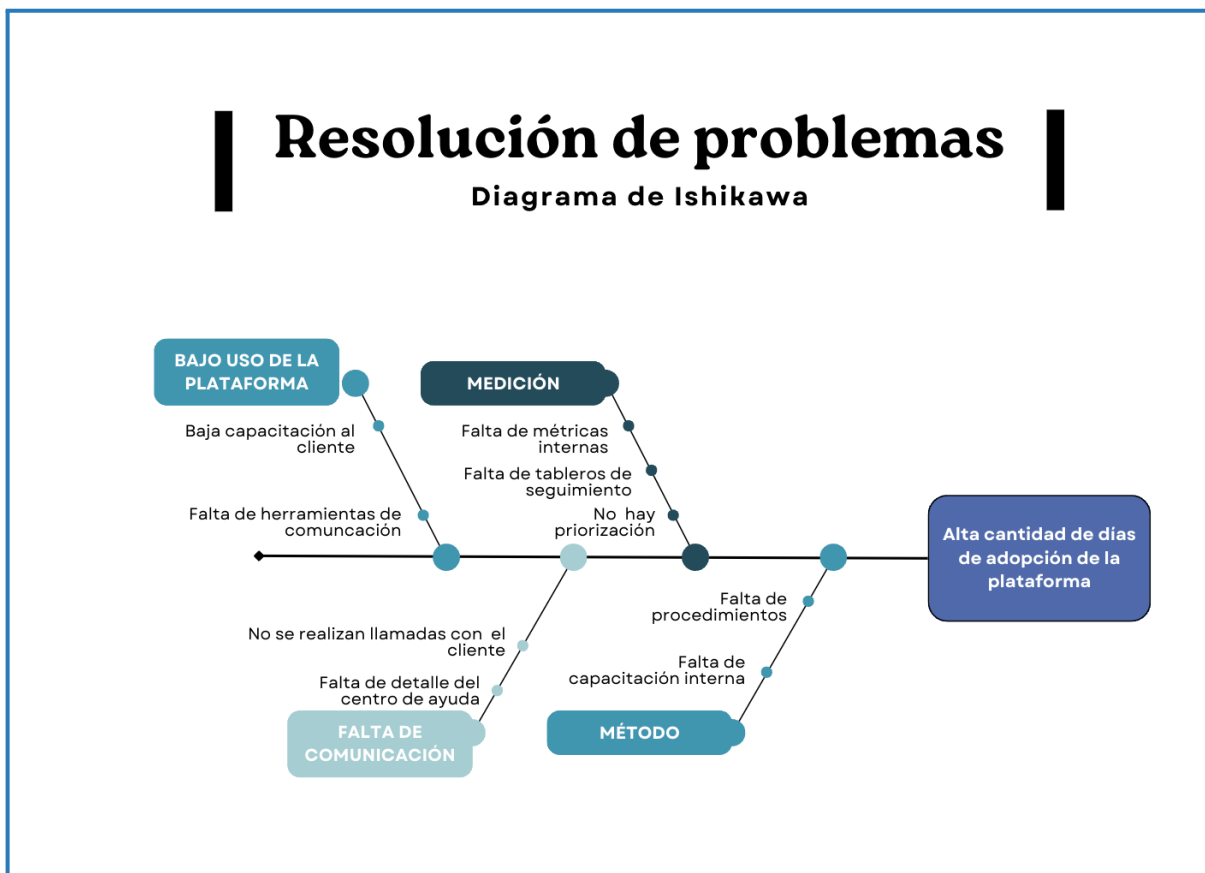 Resolución de problemas
Diagrama de Ishikawa
BAJO USO DE LA
PLATAFORMA
Baja capacitación al
cliente
Falta de herramientas de
comuncación
MEDICIÓN
Falta de métricas
internas
Falta de tableros de
seguimiento
No hay
priorización
Alta cantidad de días
de adopción de la
plataforma
No se realizan llamadas con el
cliente
Falta de detalle del
centro de ayuda
FALTA DE
COMUNICACIÓN
Falta de
procedimientos
Falta de
capacitación interna
MÉTODO